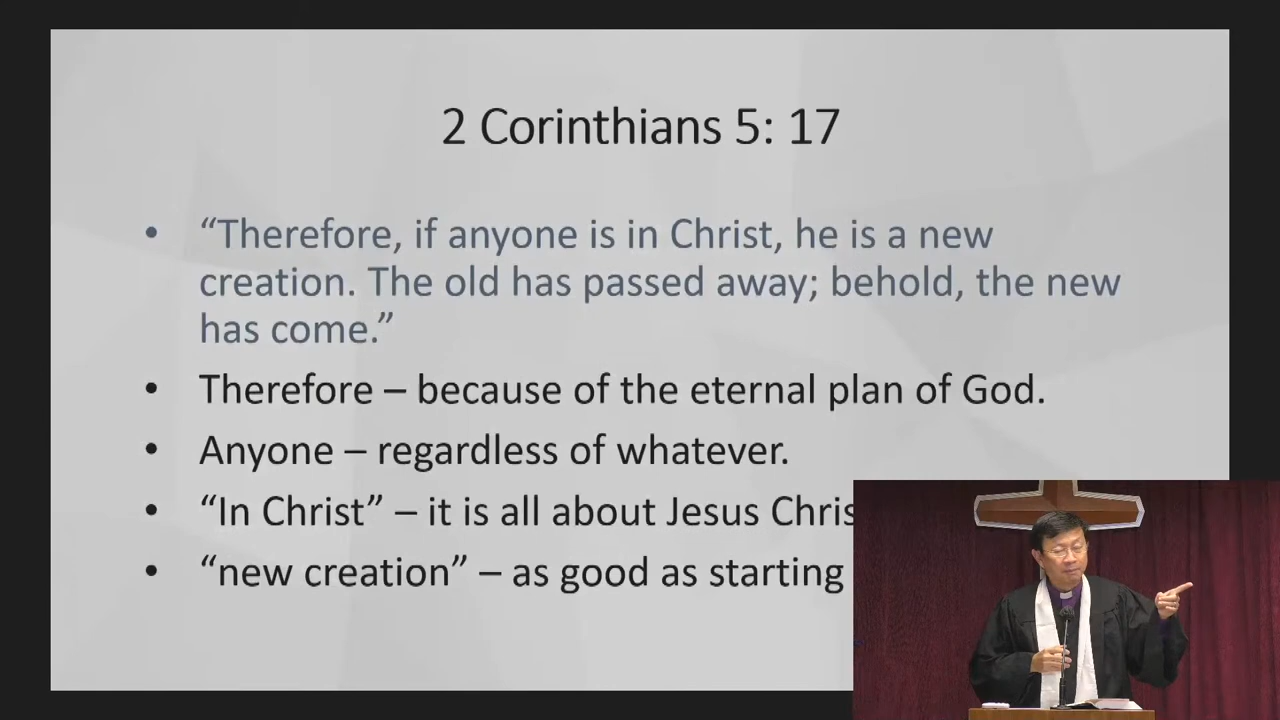 2 Corinthians 5: 17
• “Therefore, if anyone is in Christ, he is a new
creation. The old has passed away; behold, the new
has come.”
• Therefore – because of the eternal plan of God.
• Anyone – regardless of whatever.
• “In Christ” – it is all about Jesus Chris
• “new creation” – as good as starting